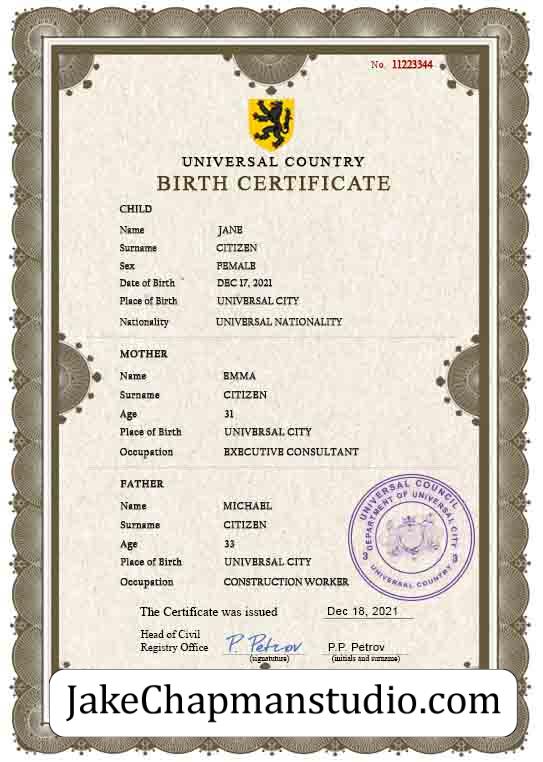 No. 11223344
UNIVERSAL COUNTRY
BIRTH CERTIFICATE
CHILD
Name JANE
Surname CITIZEN
Sex FEMALE
Date of Birth DEC 17, 2021
Place of Birth UNIVERSAL CITY
Nationality UNIVERSAL NATIONALITY
MOTHER
Name EMMA
Surname CITIZEN
Age 31
Place of Birth UNIVERSAL CITY
Occupation EXECUTIVE CONSULTANT
FATHER
Name MICHAEL
Surname CITIZEN
Age 33
Place of Birth UNIVERSAL CITY
Occupation CONSTRUCTION WORKER
UNIVERSAL COUNCIL
DEPARTMENT OF UNIVERSAL CITY
3 3
UNIVERSAL COUNTRY
The Certificate was issued Dec 18, 2021
Head of Civil
Registry Office P. Petrov P.P. Petrov
(signature) (initials and surname)
JakeChapmanstudio.com